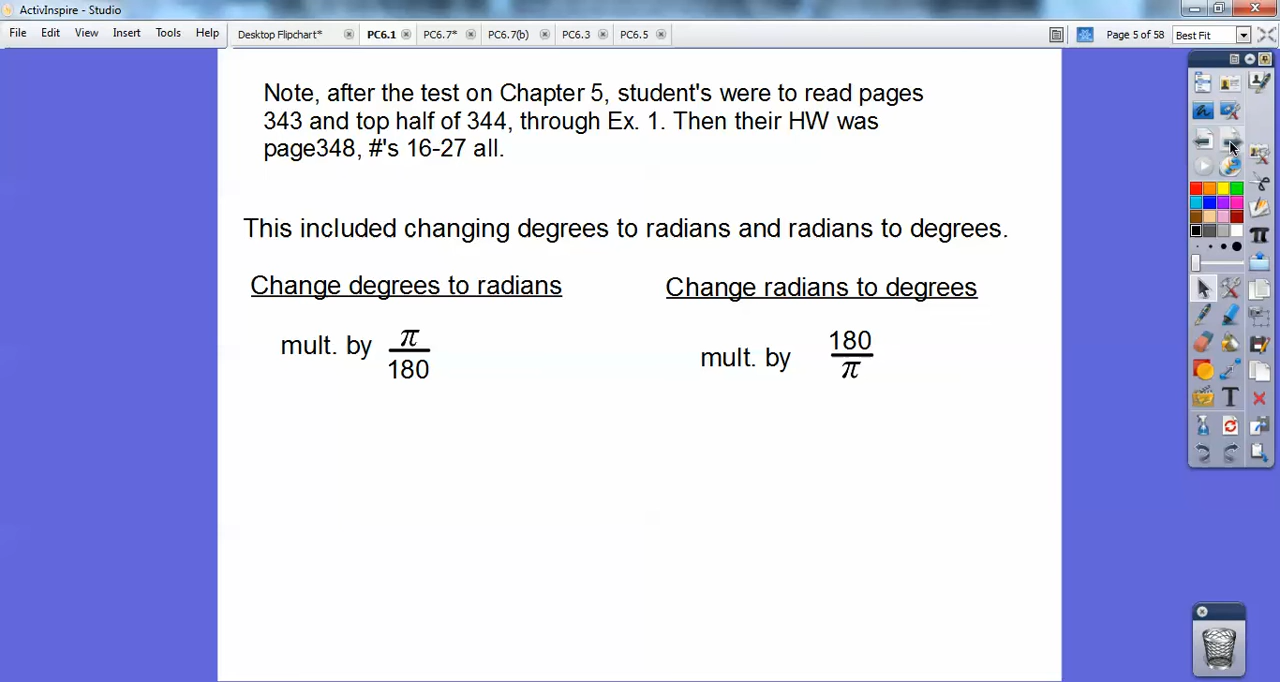 ActivInspire - Studio
File Edit View Insert Tools Help
Desktop Flipchart* PC6.1 PC6.7* PC6.7(b) PC6.3 PC6.5
Page 5 of 58 Best Fit
Note, after the test on Chapter 5, student's were to read pages
343 and top half of 344, through Ex. 1. Then their HW was
page348, #'s 16-27 all.
This included changing degrees to radians and radians to degrees.
Change degrees to radians
mult. by π/180
Change radians to degrees
mult. by 180/π